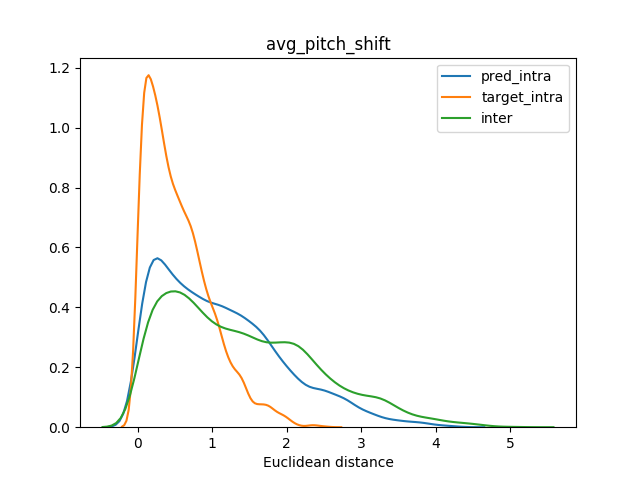 avg_pitch_shift
pred_intra
target_intra
inter
1.2
1.0
0.8
0.6
0.4
0.2
0.0
0 1 2 3 4 5
Euclidean distance